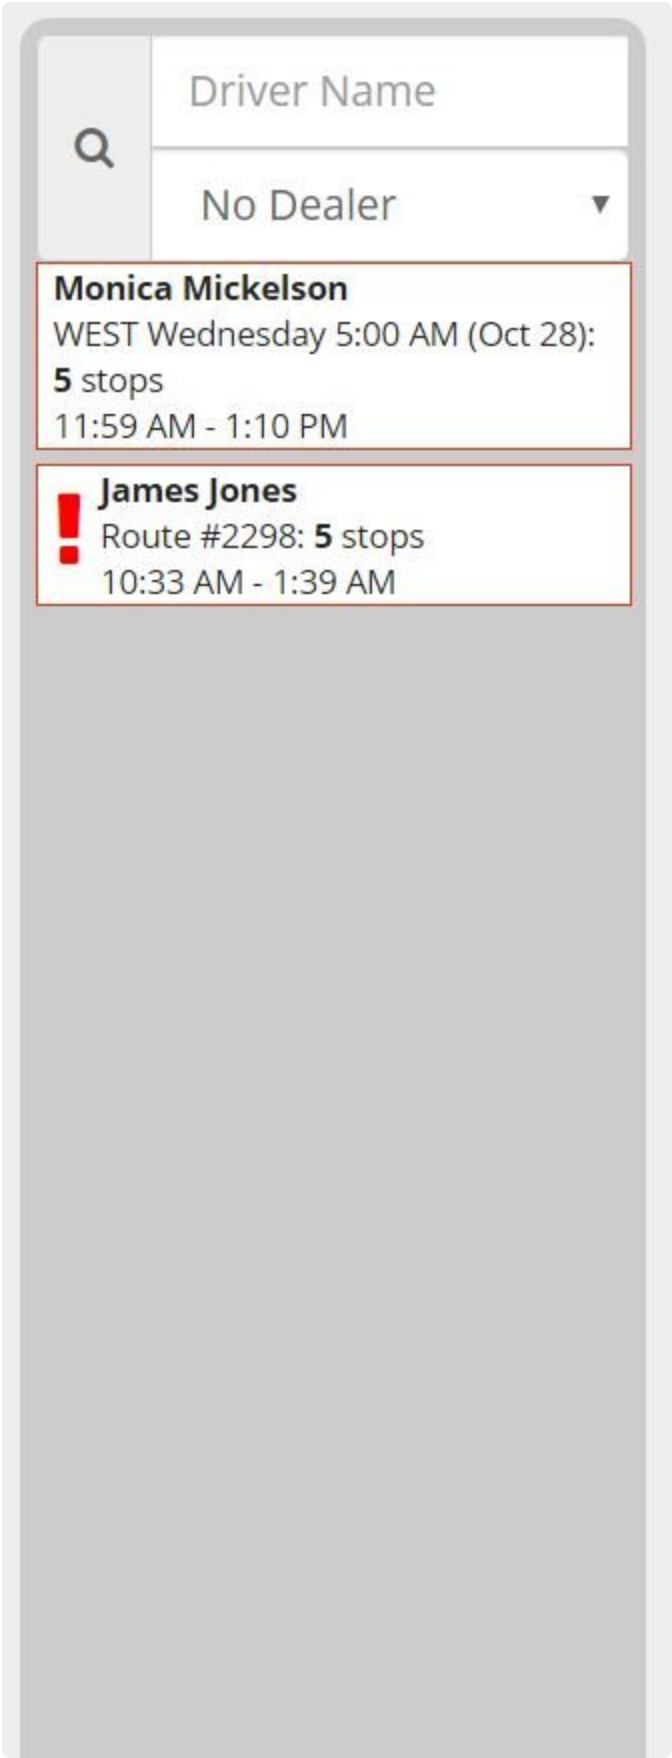 Driver Name
No Dealer
Monica Mickelson
WEST Wednesday 5:00 AM (Oct 28):
5 stops
11:59 AM - 1:10 PM
James Jones
Route #2298: 5 stops
10:33 AM - 1:39 AM